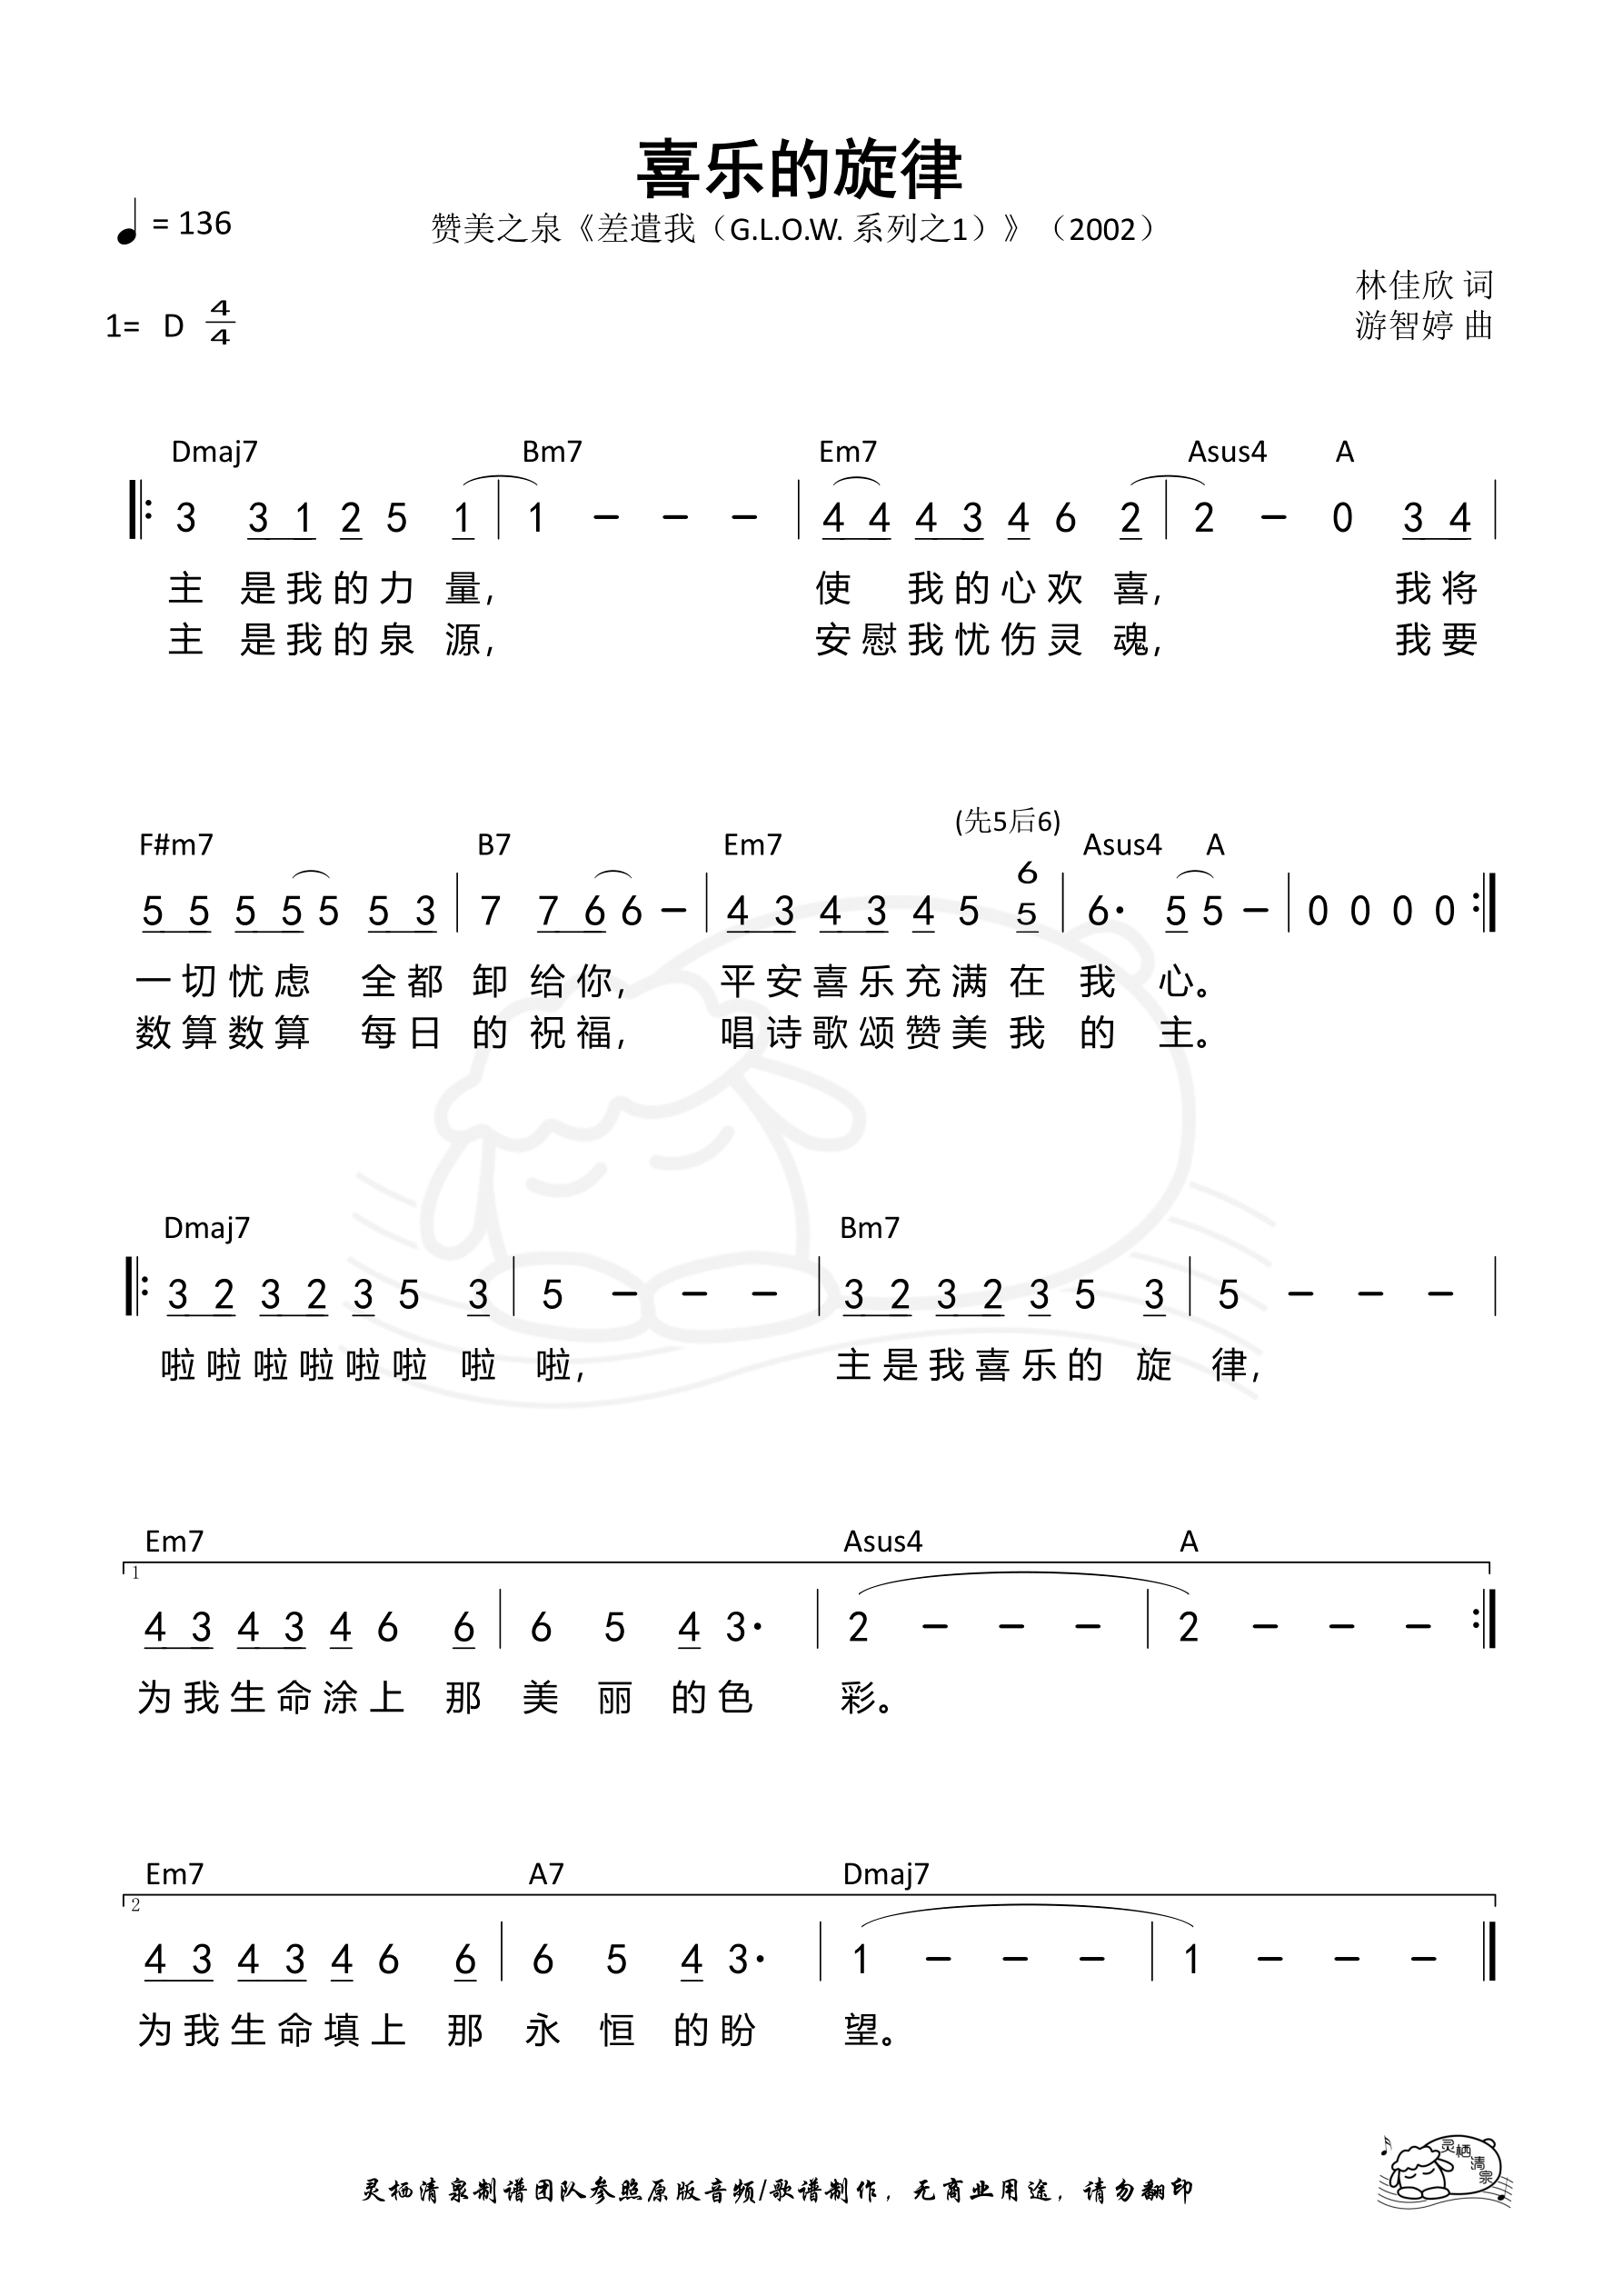 喜乐的旋律
= 136
赞美之泉《差遣我（G.L.O.W. 系列之1）》（2002）
林佳欣 词
1= D 4/4
游智婷 曲
Dmaj7 Bm7 Em7 Asus4 A
3 3 1 2 5 1 | 1 – – – | 4 4 4 3 4 6 2 | 2 – 0 3 4 |
主 是我的力 量, 使 我的心欢 喜, 我将
主 是我的泉 源, 安慰我忧伤灵 魂, 我要
(先5后6)
F#m7 B7 Em7 Asus4 A
6
5 5 5 5 5 5 3 | 7 7 6 6 – | 4 3 4 3 4 5 5 | 6· 5 5 – | 0 0 0 0 :||
一切忧虑 全都 卸 给你, 平安喜乐充满 在 我 心。
数算数算 每日 的 祝福, 唱诗歌颂赞美 我 的 主。
Dmaj7 Bm7
||: 3 2 3 2 3 5 3 | 5 – – – | 3 2 3 2 3 5 3 | 5 – – – |
啦啦啦啦啦啦 啦 啦, 主是我喜乐的 旋 律,
Em7 Asus4 A
1
4 3 4 3 4 6 6 | 6 5 4 3· | 2 – – – | 2 – – – :||
为我生命涂上 那 美 丽 的色 彩。
Em7 A7 Dmaj7
2
4 3 4 3 4 6 6 | 6 5 4 3· | 1 – – – | 1 – – – ||
为我生命填上 那 永 恒 的盼 望。
灵栖清泉
灵栖清泉制谱团队参照原版音频/歌谱制作，无商业用途，请勿翻印